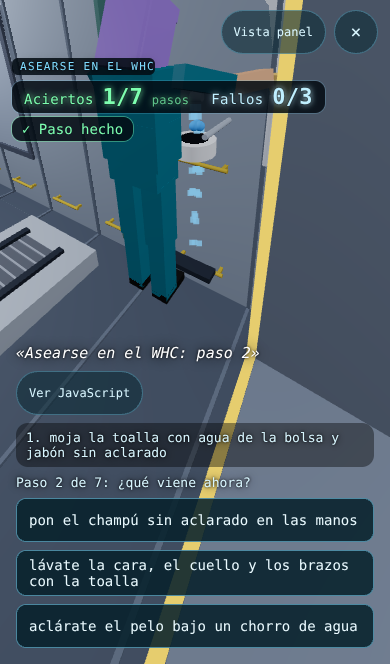 Vista panel
✕
ASEARSE EN EL WHC
Aciertos 1/7 pasos Fallos 0/3
✓ Paso hecho
«Asearse en el WHC: paso 2»
Ver JavaScript
1. moja la toalla con agua de la bolsa y
jabón sin aclarado
Paso 2 de 7: ¿qué viene ahora?
pon el champú sin aclarado en las manos
lávate la cara, el cuello y los brazos
con la toalla
aclárate el pelo bajo un chorro de agua